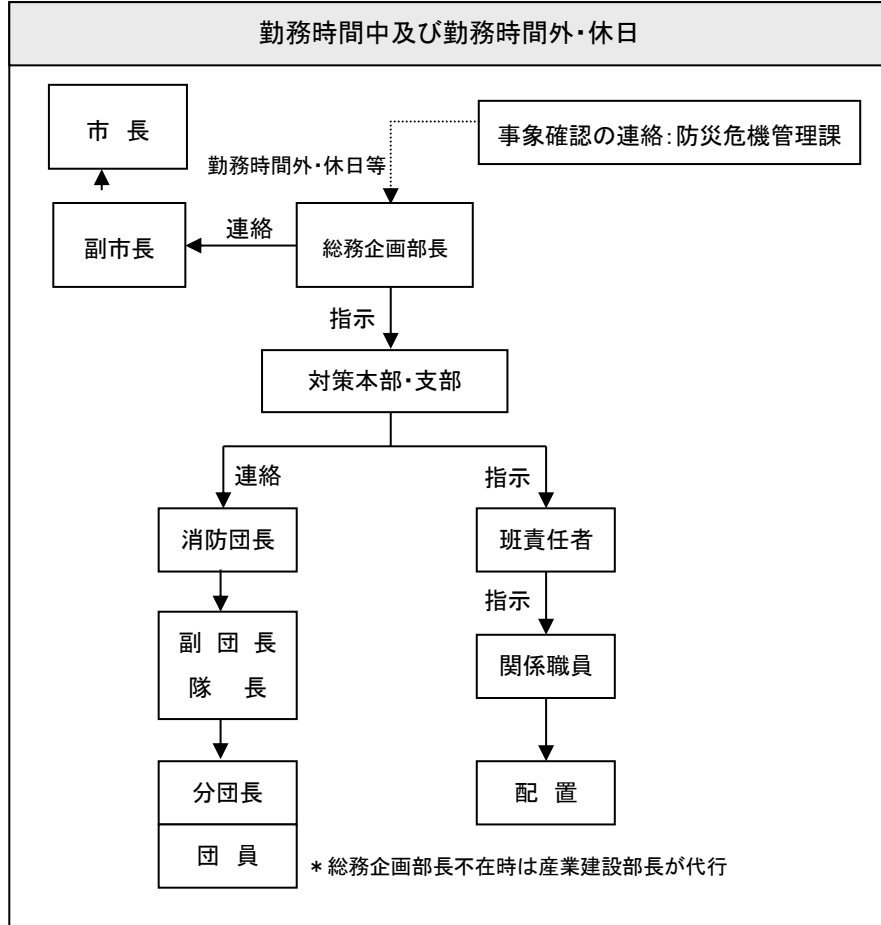 勤務時間中及び勤務時間外・休日
市 長
事象確認の連絡：防災危機管理課
勤務時間外・休日等
副市長
連絡
総務企画部長
指示
対策本部・支部
連絡
指示
消防団長
班責任者
指示
副 団 長
隊 長
関係職員
分団長
配 置
団 員
＊総務企画部長不在時は産業建設部長が代行